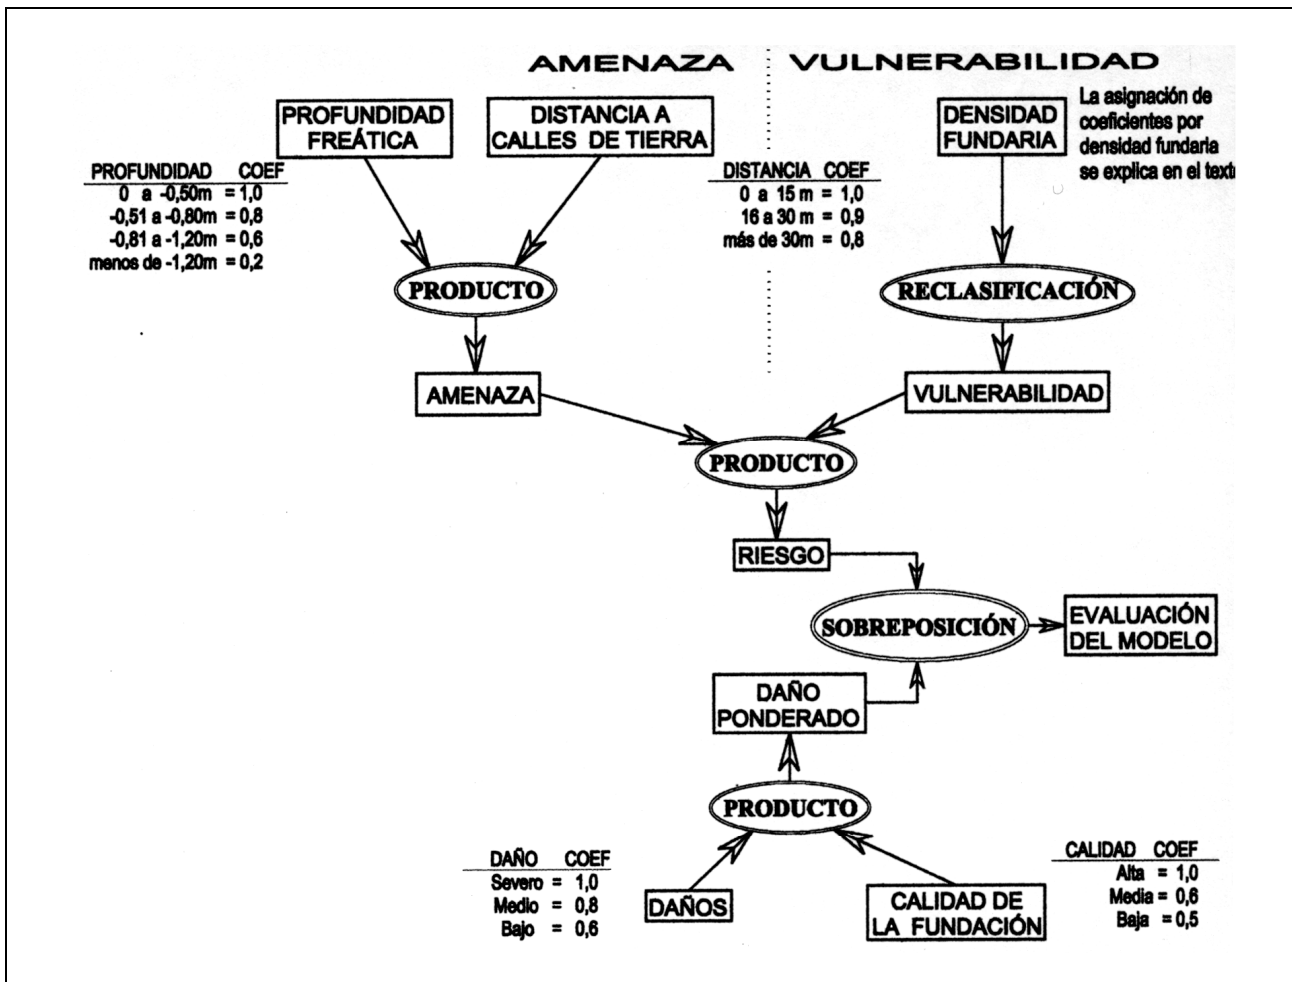 AMENAZA
VULNERABILIDAD
PROFUNDIDAD
FREÁTICA
DISTANCIA A
CALLES DE TIERRA
DENSIDAD
FUNDARIA
La asignación de
coeficientes por
densidad fundaria
se explica en el
PROFUNDIDAD COEF
0 a -0,50m = 1,0
-0,51 a -0,80m = 0,8
-0,81 a -1,20m = 0,6
menos de -1,20m = 0,2
DISTANCIA COEF
0 a 15 m = 1,0
16 a 30 m = 0,9
más de 30m = 0,8
PRODUCTO
RECLASIFICACIÓN
AMENAZA
VULNERABILIDAD
PRODUCTO
RIESGO
SOBREPOSICIÓN
EVALUACIÓN
DEL MODELO
DAÑO
PONDERADO
PRODUCTO
DAÑO COEF
Severo = 1,0
Medio = 0,8
Bajo = 0,6
DAÑOS
CALIDAD DE
LA FUNDACIÓN
CALIDAD COEF
Alta = 1,0
Media = 0,6
Baja = 0,5